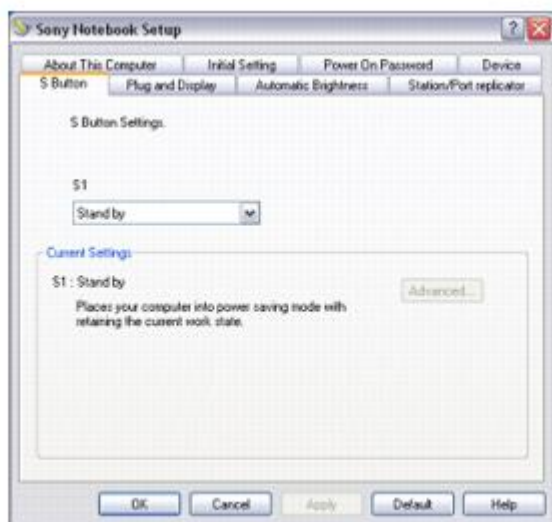 Sony Notebook Setup
About This Computer Initial Setting Power On Password Device
S Button Plug and Display Automatic Brightness Station/Port replicator
S Button Settings.
S1
Stand by
Current Settings
S1 : Stand by
Advanced...
Places your computer into power saving mode with
retaining the current work state.
OK Cancel Apply Default Help